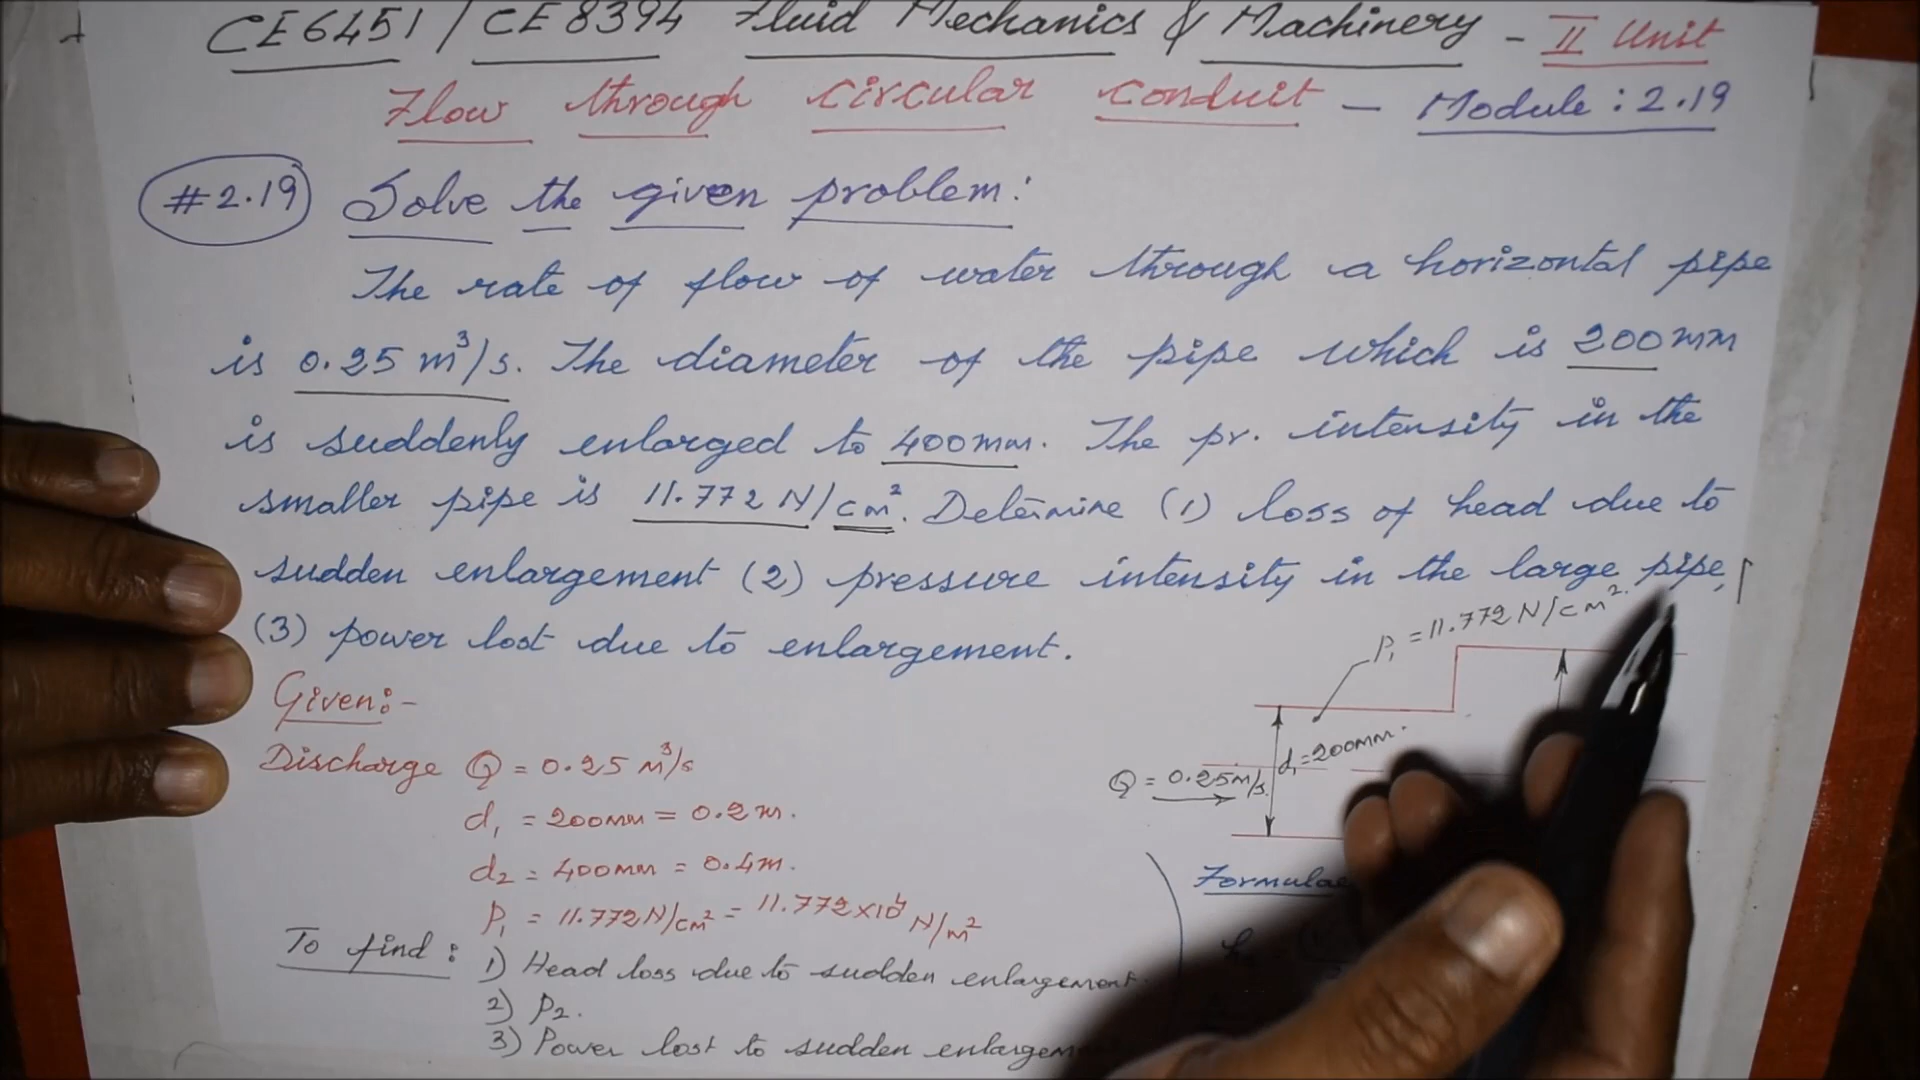 CE6451 / CE8394 Fluid Mechanics & Machinery - II Unit
Flow through circular conduit - Module : 2.19
#2.19 Solve the given problem:
The rate of flow of water through a horizontal pipe
is 0.25 m³/s. The diameter of the pipe which is 200mm
is suddenly enlarged to 400mm. The pr. intensity in the
smaller pipe is 11.772 N/cm². Determine (1) loss of head due to
sudden enlargement (2) pressure intensity in the large pipe,
(3) power lost due to enlargement.
P₁ = 11.772 N/cm².
Given:-
d₁=200mm.
Discharge Q = 0.25 m³/s
Q = 0.25m/s.
d₁ = 200mm = 0.2m.
d₂ = 400mm = 0.4m.
Formulae
P₁ = 11.772N/cm² = 11.772×10⁴ N/m²
To find :
1) Head loss due to sudden enlargement.
2) P₂.
3) Power lost to sudden